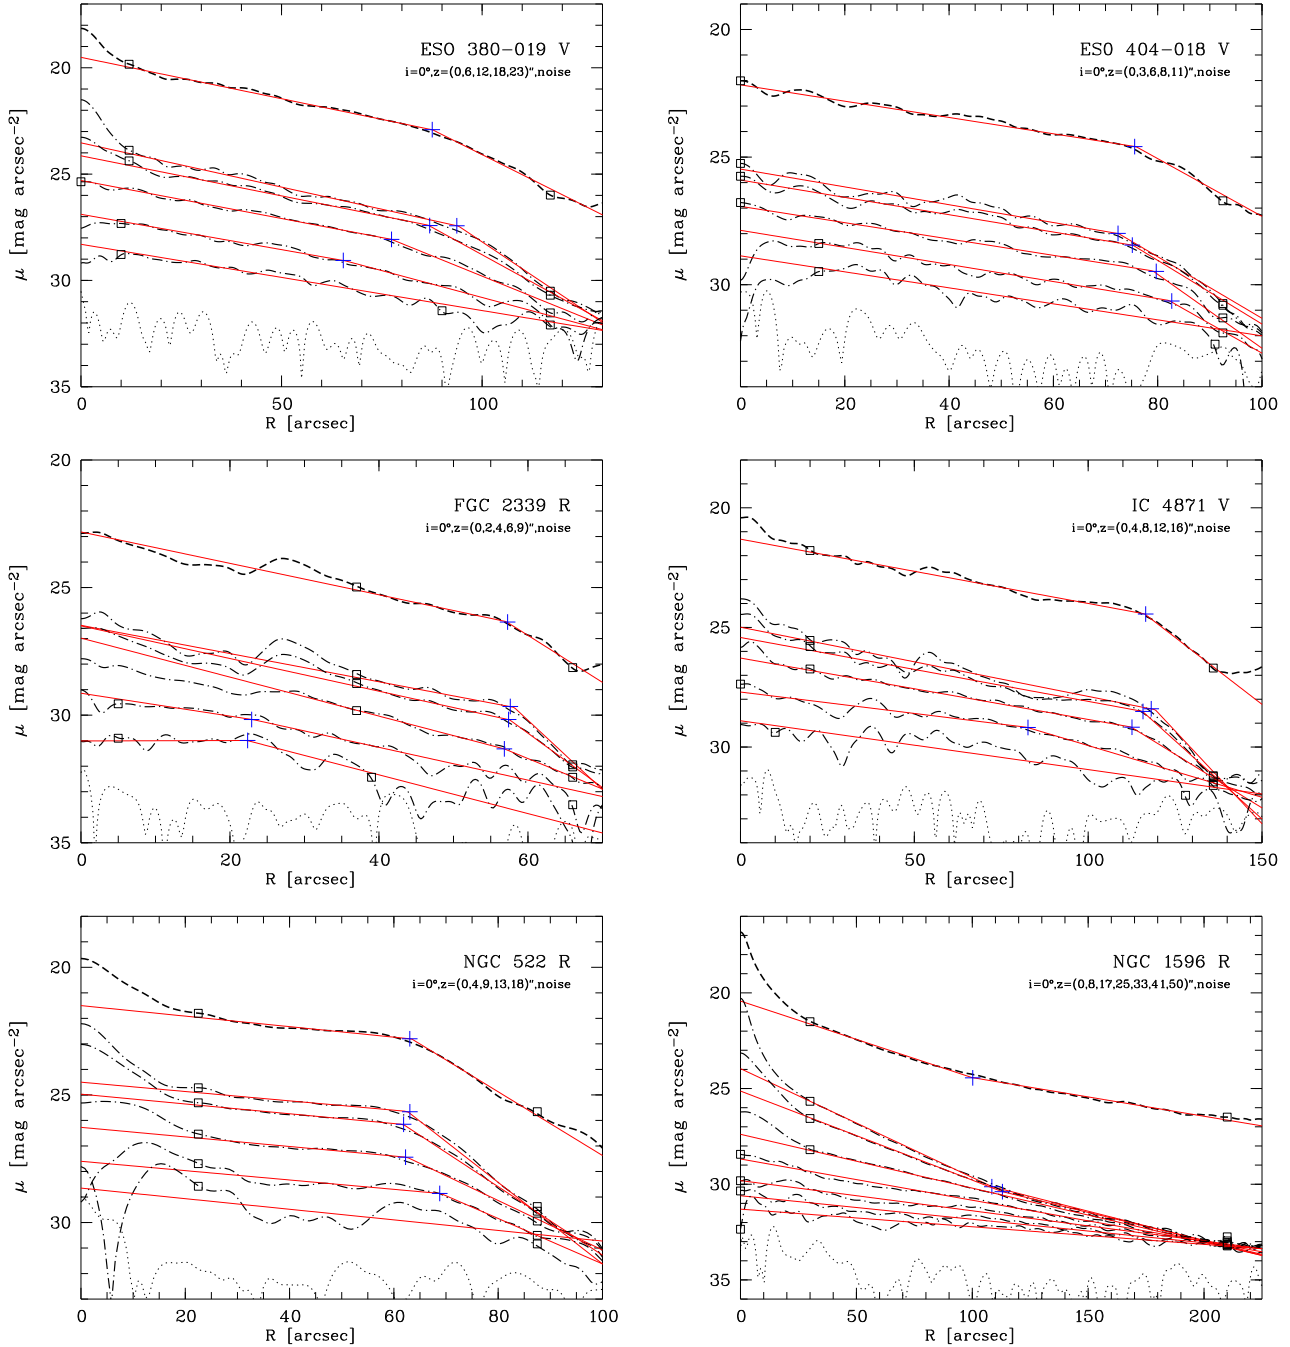 ESO 380-019 V
i=0°,z=(0,6,12,18,23)",noise
20
25
30
35
μ [mag arcsec−2]
0 50 100
R [arcsec]
ESO 404-018 V
i=0°,z=(0,3,6,8,11)",noise
20
25
30
μ [mag arcsec−2]
0 20 40 60 80 100
R [arcsec]
FGC 2339 R
i=0°,z=(0,2,4,6,9)",noise
20
25
30
35
μ [mag arcsec−2]
0 20 40 60
R [arcsec]
IC 4871 V
i=0°,z=(0,4,8,12,16)",noise
20
25
30
μ [mag arcsec−2]
0 50 100 150
R [arcsec]
NGC 522 R
i=0°,z=(0,4,9,13,18)",noise
20
25
30
μ [mag arcsec−2]
0 20 40 60 80 100
R [arcsec]
NGC 1596 R
i=0°,z=(0,8,17,25,33,41,50)",noise
20
25
30
35
μ [mag arcsec−2]
0 50 100 150 200
R [arcsec]